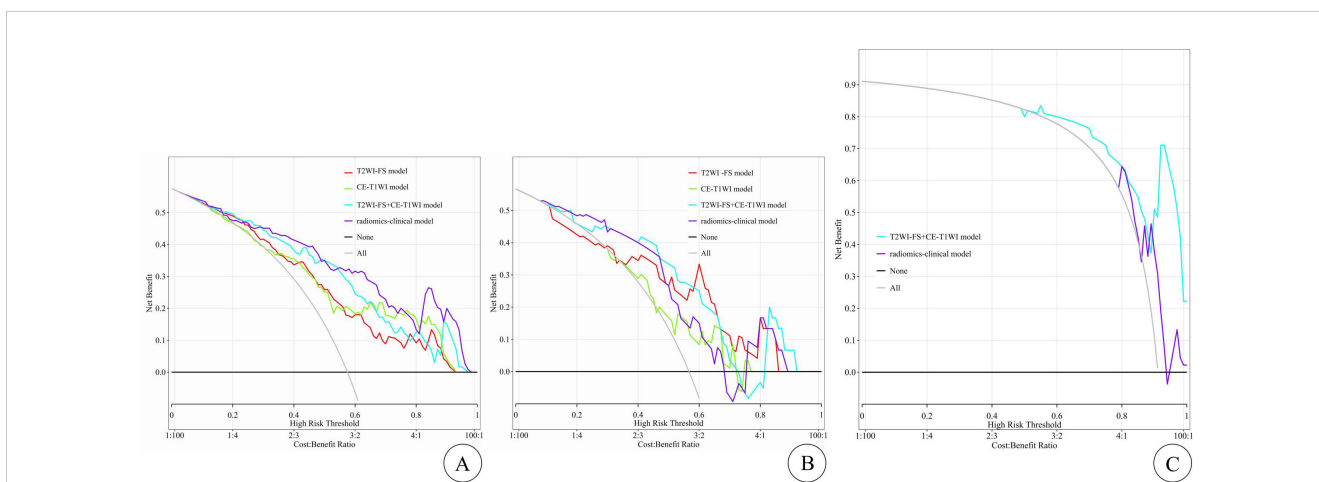 T2WI-FS model
CE-T1WI model
T2WI-FS+CE-T1WI model
radiomics-clinical model
None
All
Net Benefit
0.5
0.4
0.3
0.2
0.1
0.0
0 0.2 0.4 0.6 0.8 1
High Risk Threshold
1:100 1:4 2:3 3:2 4:1 100:1
Cost:Benefit Ratio
A
T2WI -FS model
CE-T1WI model
T2WI-FS+CE-T1WI model
radiomics-clinical model
None
All
Net Benefit
0.5
0.4
0.3
0.2
0.1
0.0
0 0.2 0.4 0.6 0.8 1
High Risk Threshold
1:100 1:4 2:3 3:2 4:1 100:1
Cost:Benefit Ratio
B
0.9
0.8
0.7
0.6
0.5
0.4
0.3
0.2
0.1
0.0
Net Benefit
T2WI-FS+CE-T1WI model
radiomics-clinical model
None
All
0 0.2 0.4 0.6 0.8 1
High Risk Threshold
1:100 1:4 2:3 3:2 4:1 100:1
Cost:Benefit Ratio
C